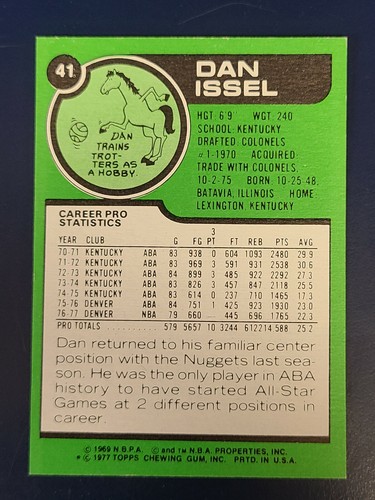 41
DAN
ISSEL
DAN
TRAINS
TROT-
TERS AS
A HOBBY.
HGT 6'9 WGT. 240
SCHOOL KENTUCKY
DRAFTED COLONELS
#1-1970 ACQUIRED
TRADE WITH COLONELS,
10-2-75 BORN 10-25-48,
BATAVIA, ILLINOIS HOME
LEXINGTON, KENTUCKY
CAREER PRO
STATISTICS
YEAR CLUB G FG 3 PT FT REB PTS AVG
70-71 KENTUCKY ABA 83 938 0 604 1093 2480 29.9
71-72 KENTUCKY ABA 83 969 3 591 931 2538 30.6
72-73 KENTUCKY ABA 84 899 3 485 922 2292 27.3
73-74 KENTUCKY ABA 83 826 3 457 847 2118 25.5
74-75 KENTUCKY ABA 83 614 0 237 710 1465 17.3
75-76 DENVER ABA 84 751 1 425 923 1930 23.0
76-77 DENVER NBA 79 660 — 445 696 1765 22.3
PRO TOTALS .......... 579 5657 10 3244 6122 14588 25.2
Dan returned to his familiar center
position with the Nuggets last sea-
son. He was the only player in ABA
history to have started All-Star
Games at 2 different positions in
career.
© 1969 N.B.P.A. © and TM N.B.A. PROPERTIES, INC.
* © 1977 TOPPS CHEWING GUM, INC. PRTD. IN U.S.A.